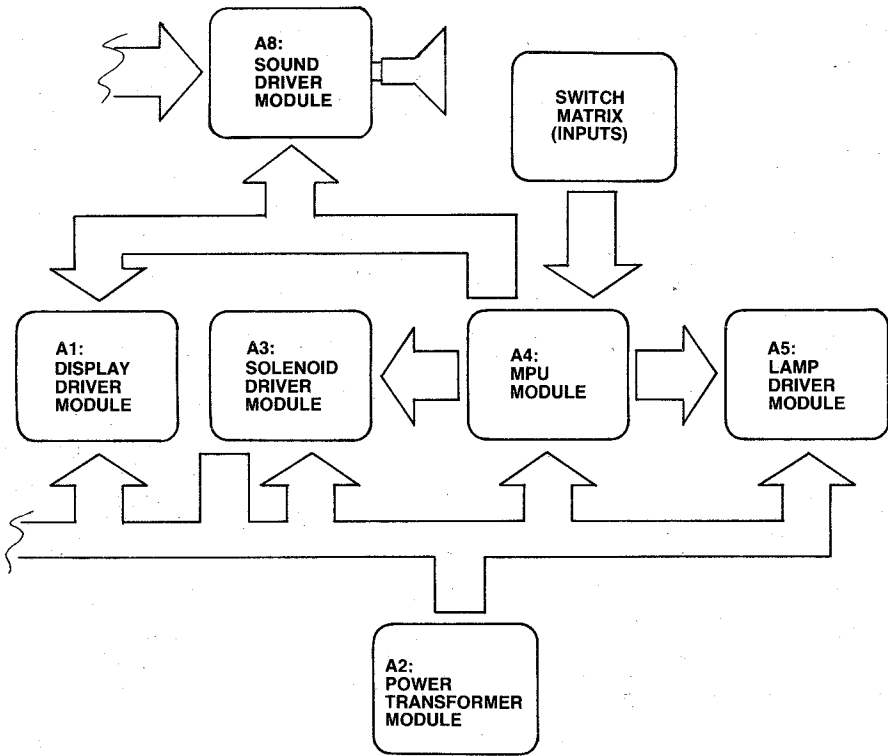 A8:
SOUND
DRIVER
MODULE
SWITCH
MATRIX
(INPUTS)
A1:
DISPLAY
DRIVER
MODULE
A3:
SOLENOID
DRIVER
MODULE
A4:
MPU
MODULE
A5:
LAMP
DRIVER
MODULE
A2:
POWER
TRANSFORMER
MODULE